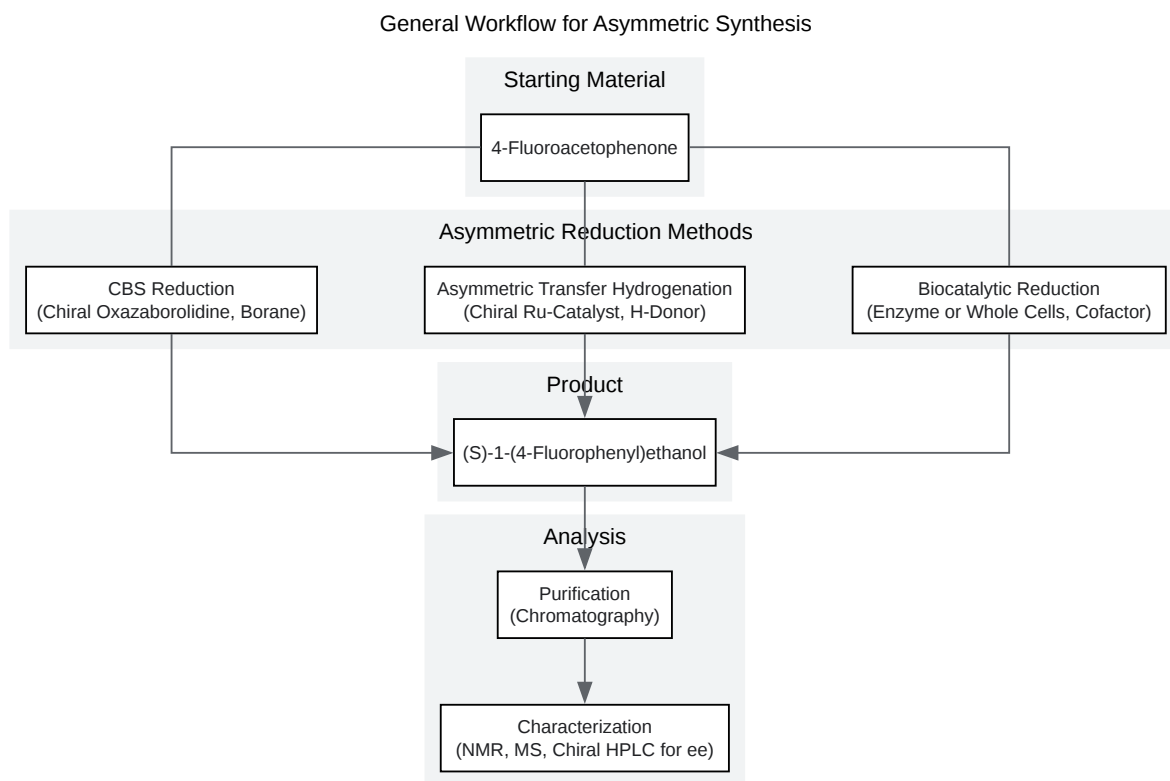 General Workflow for Asymmetric Synthesis
Starting Material
4-Fluoroacetophenone
Asymmetric Reduction Methods
CBS Reduction
(Chiral Oxazaborolidine, Borane)
Asymmetric Transfer Hydrogenation
(Chiral Ru-Catalyst, H-Donor)
Biocatalytic Reduction
(Enzyme or Whole Cells, Cofactor)
Product
(S)-1-(4-Fluorophenyl)ethanol
Analysis
Purification
(Chromatography)
Characterization
(NMR, MS, Chiral HPLC for ee)